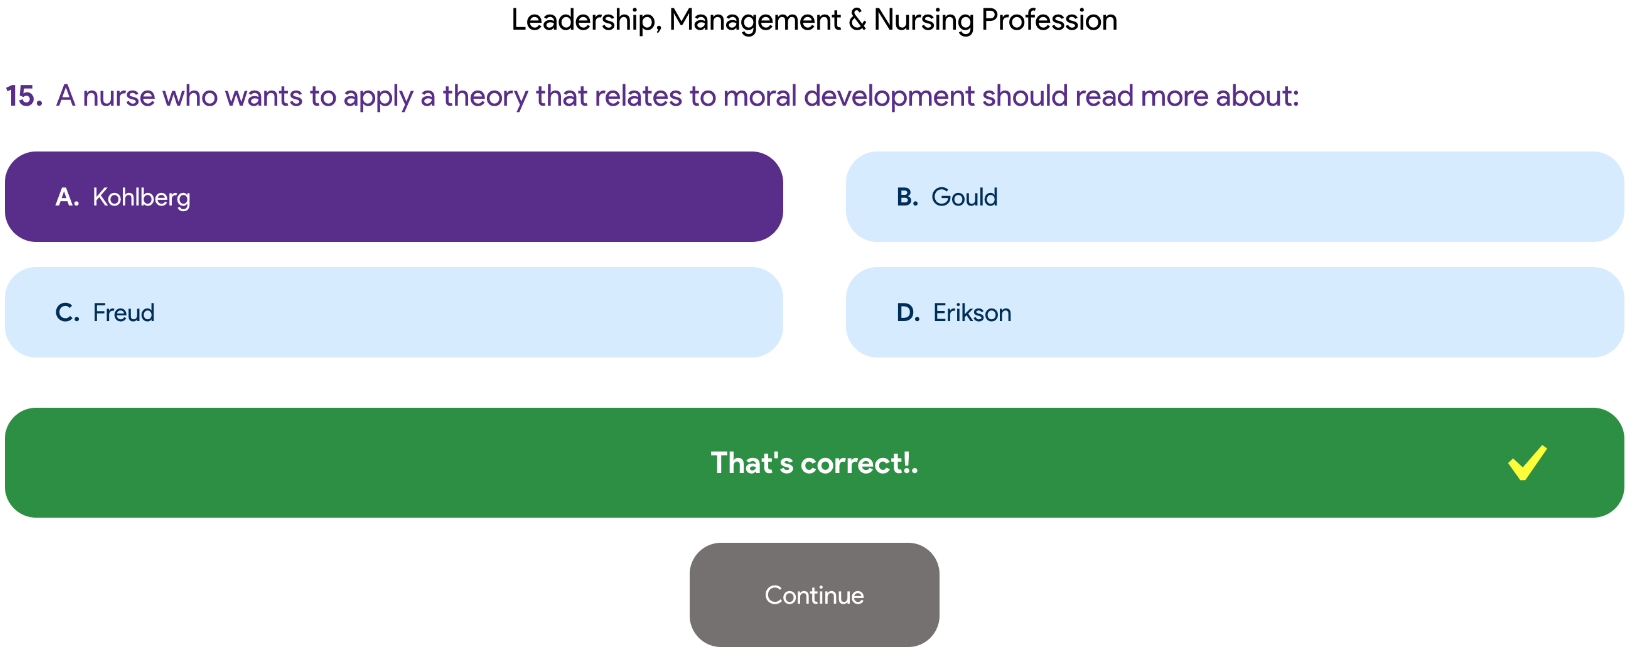 Leadership, Management & Nursing Profession
15. A nurse who wants to apply a theory that relates to moral development should read more about:
A. Kohlberg
B. Gould
C. Freud
D. Erikson
That's correct!.
Continue